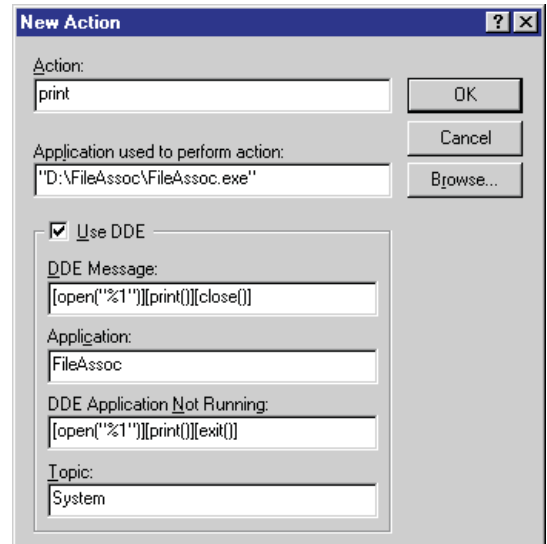 New Action
Action:
print
OK
Cancel
Application used to perform action:
"D:\FileAssoc\FileAssoc.exe"
Browse...
Use DDE
DDE Message:
[open("%1")][print()][close()]
Application:
FileAssoc
DDE Application Not Running:
[open("%1")][print()][exit()]
Topic:
System